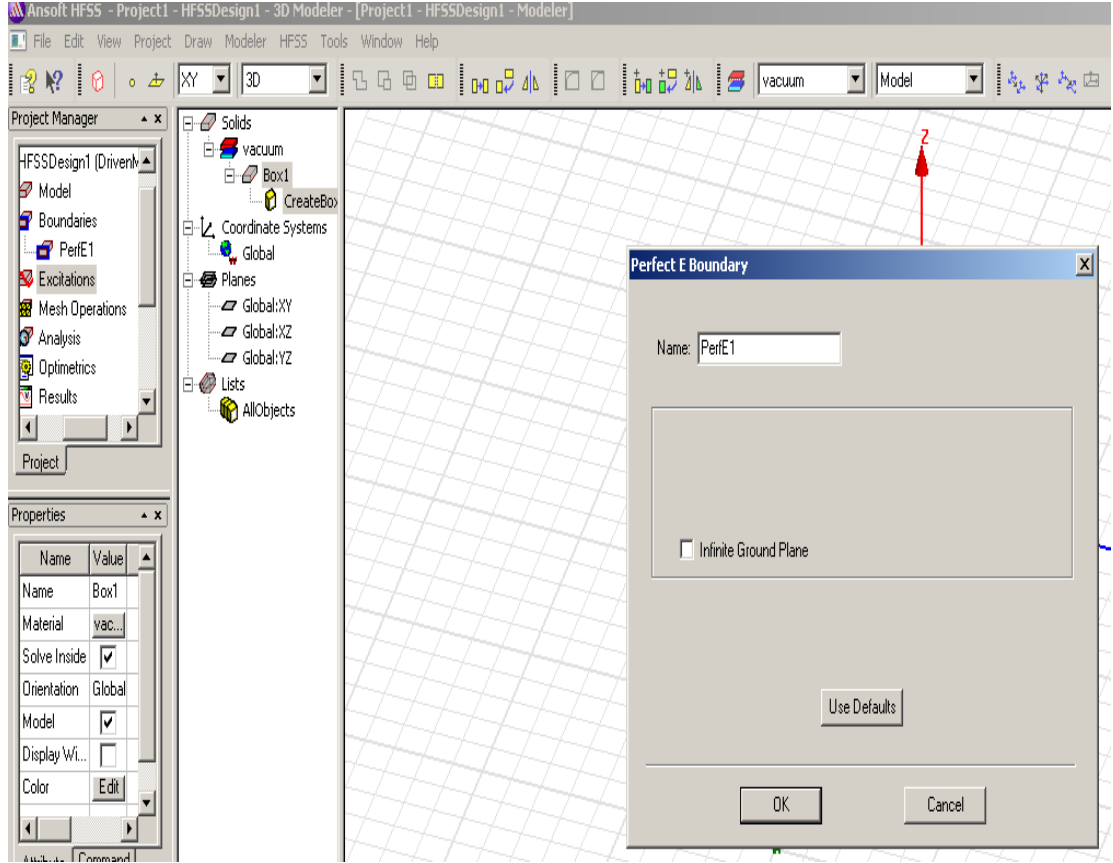 Ansoft HFSS - Project1 - HFSSDesign1 - 3D Modeler - [Project1 - HFSSDesign1 - Modeler]
File Edit View Project Draw Modeler HFSS Tools Window Help
XY 3D vacuum Model
Project Manager
HFSSDesign1 (DrivenM
Model
Boundaries
PerfE1
Excitations
Mesh Operations
Analysis
Optimetrics
Results
Project
Properties
Name Value
Name Box1
Material vac...
Solve Inside
Orientation Global
Model
Display Wi...
Color Edit
Attribute Command
Solids
vacuum
Box1
CreateBox
Coordinate Systems
Global
Planes
Global:XY
Global:XZ
Global:YZ
Lists
AllObjects
Z
Perfect E Boundary
Name: PerfE1
Infinite Ground Plane
Use Defaults
OK Cancel